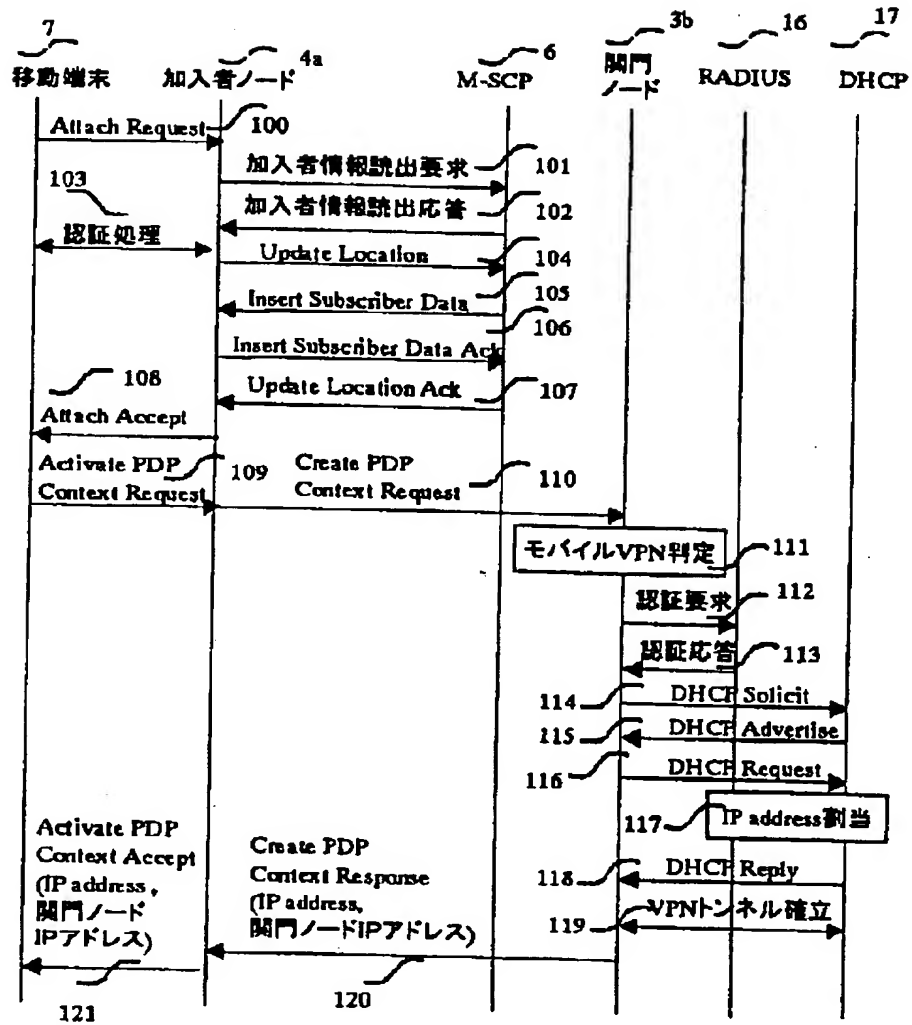 7
移動端末
4a
加入者ノード
6
M-SCP
3b
関門
ノード
16
RADIUS
17
DHCP
Attach Request
100
加入者情報読出要求
101
加入者情報読出応答
102
103
認証処理
Update Location
104
Insert Subscriber Data
105
106
Insert Subscriber Data Ack
Update Location Ack
107
108
Attach Accept
Activate PDP
Context Request
109
Create PDP
Context Request
110
モバイルVPN判定
111
認証要求
112
認証応答
113
114
DHCP Solicit
115
DHCP Advertise
116
DHCP Request
117
IP address割当
118
DHCP Reply
119
VPNトンネル確立
Activate PDP
Context Accept
(IP address,
関門ノード
IPアドレス)
Create PDP
Context Response
(IP address,
関門ノードIPアドレス)
120
121